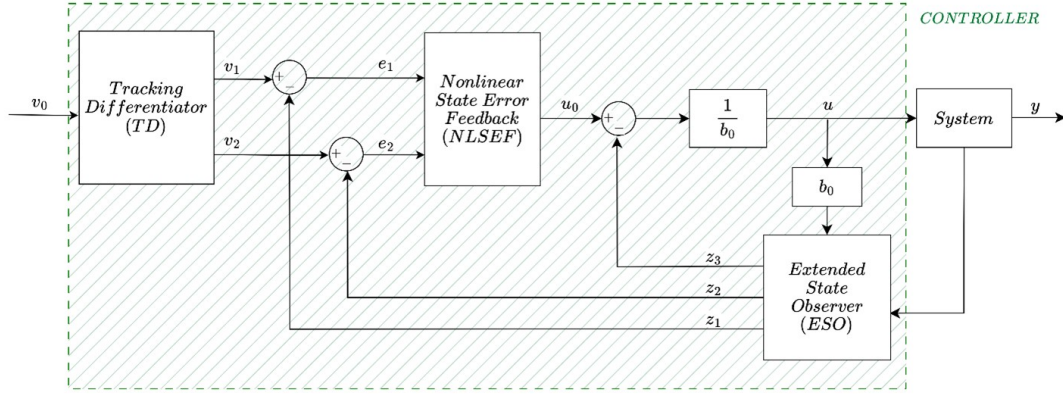 CONTROLLER
v₀
Tracking
Differentiator
(TD)
v₁
v₂
+
−
+
−
e₁
e₂
Nonlinear
State Error
Feedback
(NLSEF)
u₀
+
−
1
b₀
u
System
y
b₀
Extended
State
Observer
(ESO)
z₃
z₂
z₁